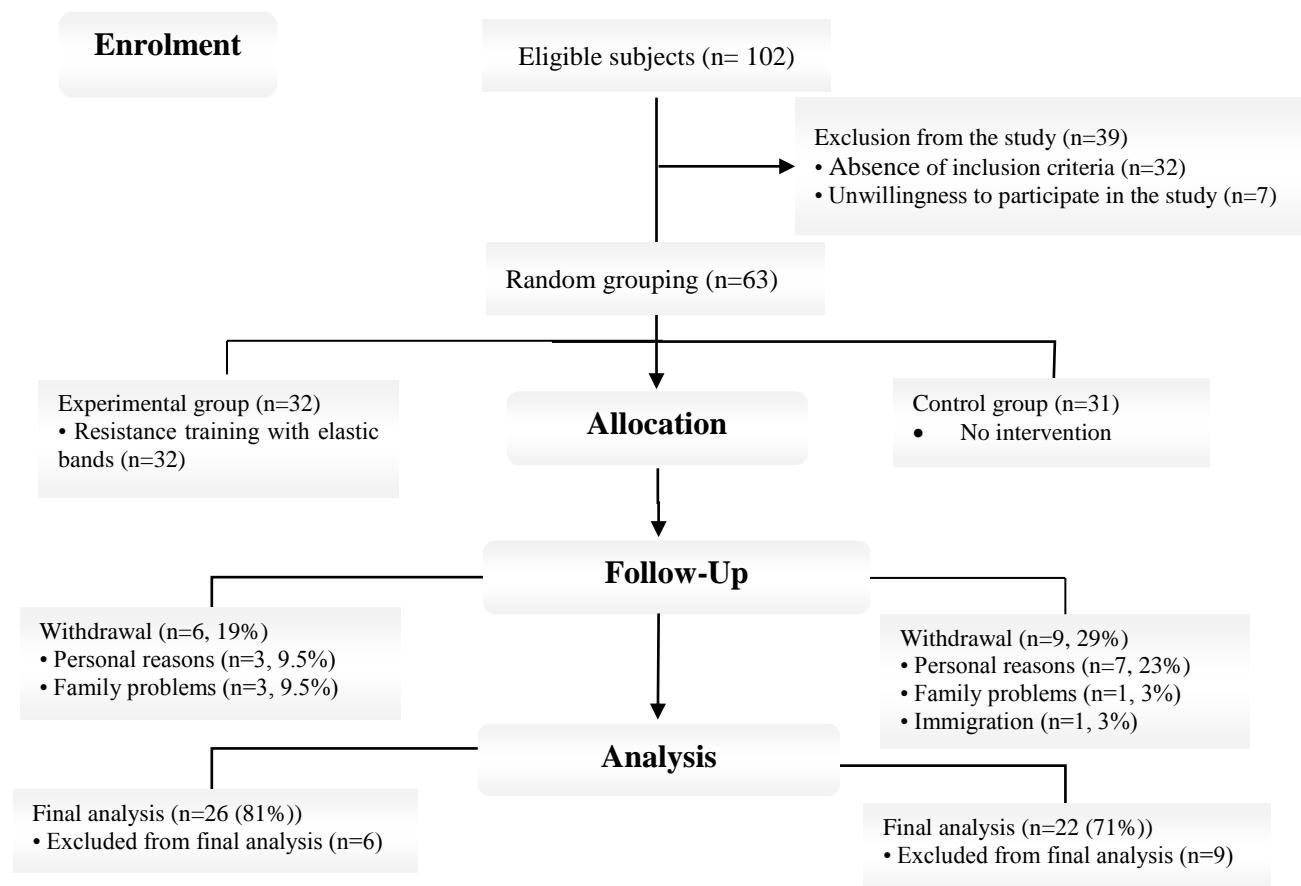 Enrolment
Eligible subjects (n= 102)
Exclusion from the study (n=39)
• Absence of inclusion criteria (n=32)
• Unwillingness to participate in the study (n=7)
Random grouping (n=63)
Experimental group (n=32)
• Resistance training with elastic
bands (n=32)
Allocation
Control group (n=31)
• No intervention
Follow-Up
Withdrawal (n=6, 19%)
• Personal reasons (n=3, 9.5%)
• Family problems (n=3, 9.5%)
Withdrawal (n=9, 29%)
• Personal reasons (n=7, 23%)
• Family problems (n=1, 3%)
• Immigration (n=1, 3%)
Analysis
Final analysis (n=26 (81%))
• Excluded from final analysis (n=6)
Final analysis (n=22 (71%))
• Excluded from final analysis (n=9)